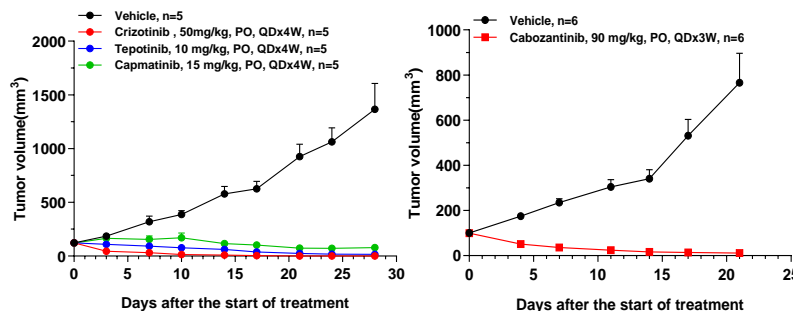 Vehicle, n=5
Crizotinib , 50mg/kg, PO, QDx4W, n=5
Tepotinib, 10 mg/kg, PO, QDx4W, n=5
Capmatinib, 15 mg/kg, PO, QDx4W, n=5
Tumor volume(mm³)
2000
1500
1000
500
0
0 5 10 15 20 25 30
Days after the start of treatment
Vehicle, n=6
Cabozantinib, 90 mg/kg, PO, QDx3W, n=6
Tumor volume(mm³)
1000
800
600
400
200
0
0 5 10 15 20 25
Days after the start of treatment